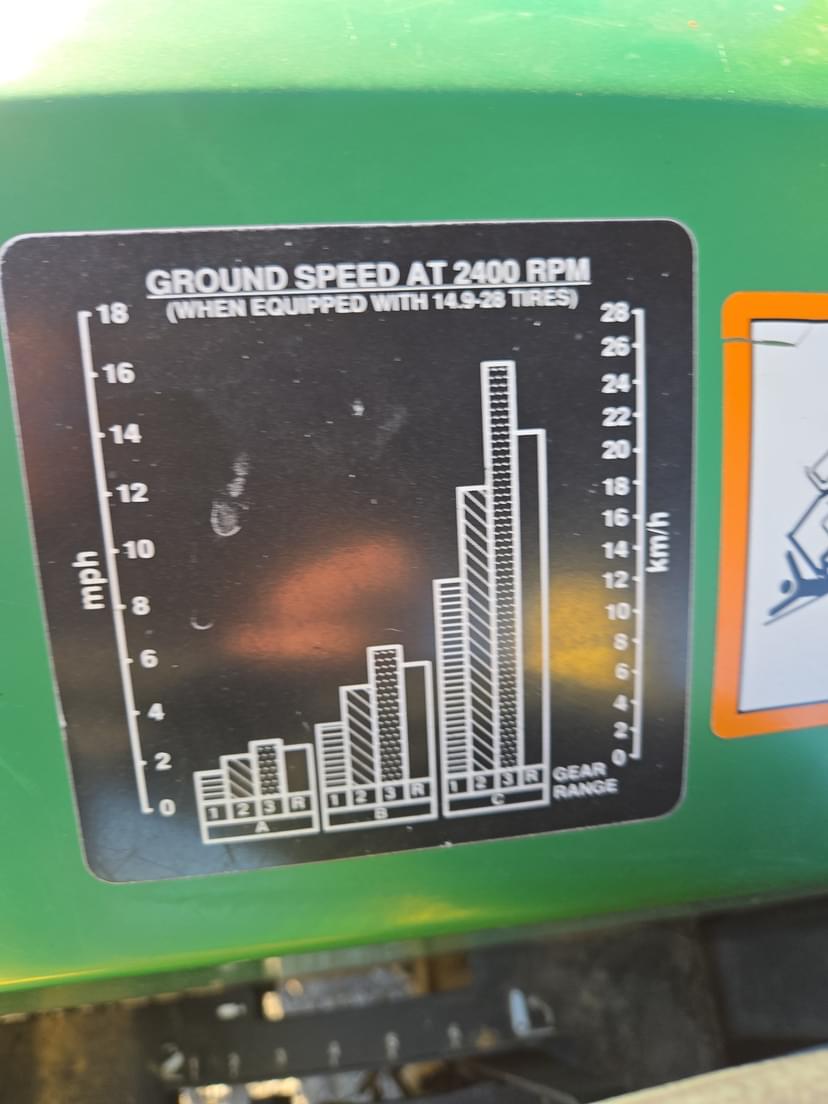 GROUND SPEED AT 2400 RPM
(WHEN EQUIPPED WITH 14.9-28 TIRES)
18
16
14
12
10
8
6
4
2
0
mph
28
26
24
22
20
18
16
14
12
10
8
6
4
2
0
km/h
1 2 3 R
A
1 2 3 R
B
1 2 3 R
C
GEAR
RANGE